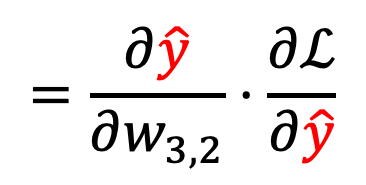 = ∂ŷ/∂w₃,₂ · ∂ℒ/∂ŷ